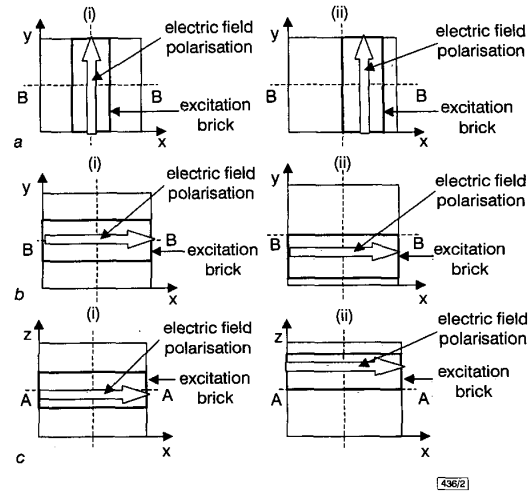 (i)
y
electric field
polarisation
B
B
excitation
brick
a
x
(ii)
y
electric field
polarisation
B
B
excitation
brick
x
(i)
y
electric field
polarisation
B
B
excitation
brick
b
x
(ii)
y
electric field
polarisation
B
B
excitation
brick
x
(i)
z
electric field
polarisation
A
A
excitation
brick
c
x
(ii)
z
electric field
polarisation
A
A
excitation
brick
x
436/2